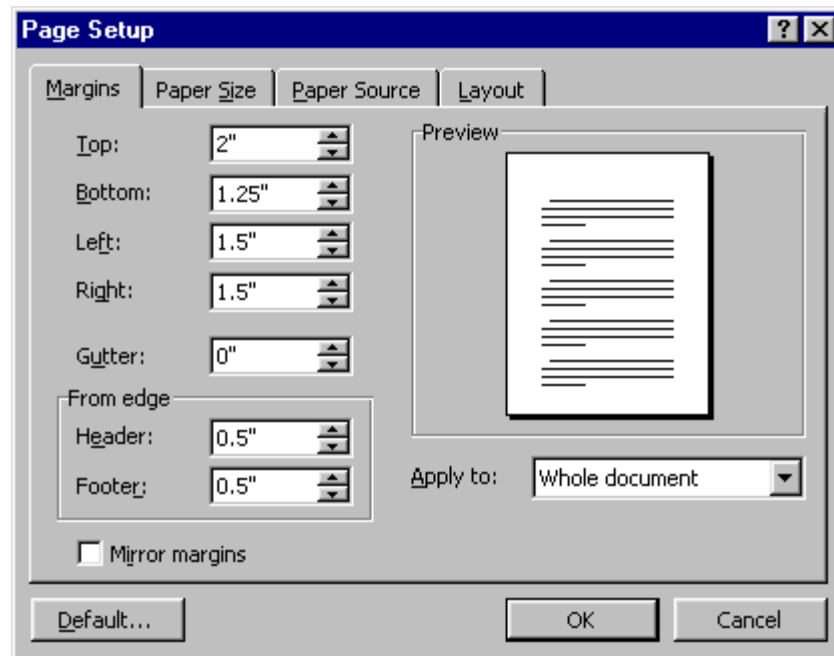 Page Setup
Margins Paper Size Paper Source Layout
Top: 2"
Bottom: 1.25"
Left: 1.5"
Right: 1.5"
Gutter: 0"
From edge
Header: 0.5"
Footer: 0.5"
Mirror margins
Preview
Apply to: Whole document
Default... OK Cancel